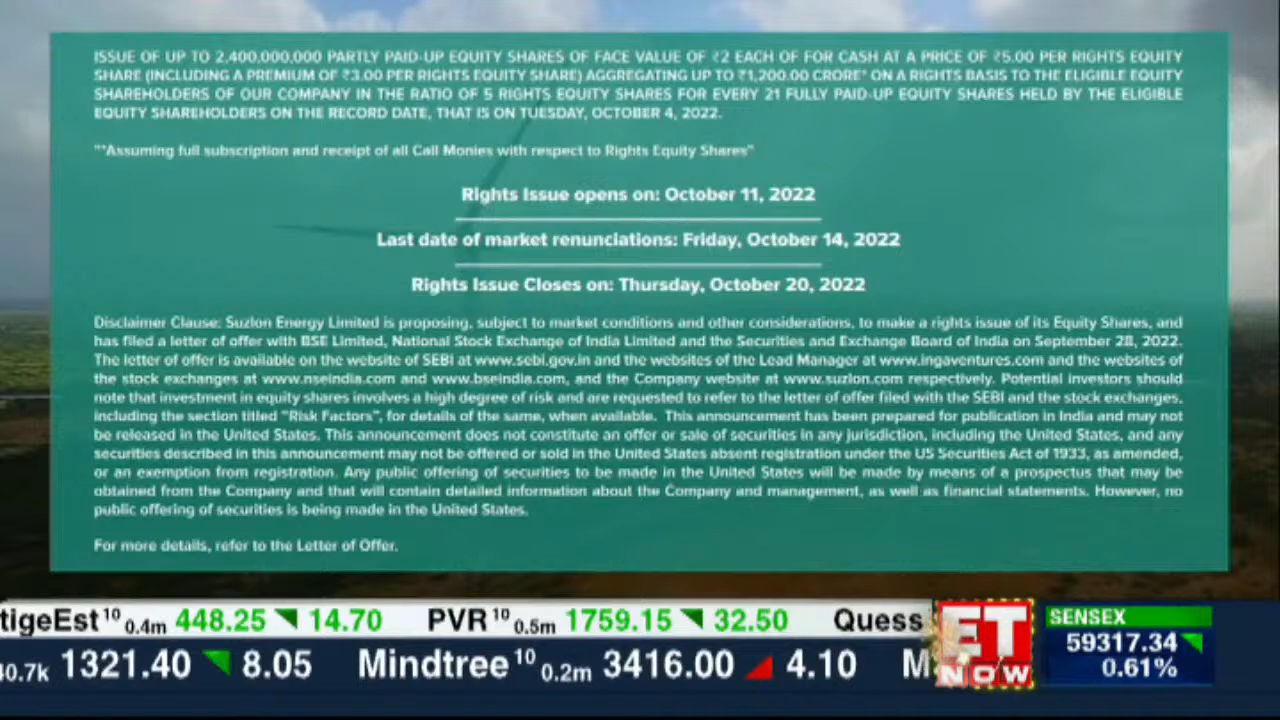 ISSUE OF UP TO 2,400,000,000 PARTLY PAID-UP EQUITY SHARES OF FACE VALUE OF ₹2 EACH OF FOR CASH AT A PRICE OF ₹5.00 PER RIGHTS EQUITY
SHARE (INCLUDING A PREMIUM OF ₹3.00 PER RIGHTS EQUITY SHARE) AGGREGATING UP TO ₹1,200.00 CRORE* ON A RIGHTS BASIS TO THE ELIGIBLE EQUITY
SHAREHOLDERS OF OUR COMPANY IN THE RATIO OF 5 RIGHTS EQUITY SHARES FOR EVERY 21 FULLY PAID-UP EQUITY SHARES HELD BY THE ELIGIBLE
EQUITY SHAREHOLDERS ON THE RECORD DATE, THAT IS ON TUESDAY, OCTOBER 4, 2022.
"*Assuming full subscription and receipt of all Call Monies with respect to Rights Equity Shares"
Rights Issue opens on: October 11, 2022
Last date of market renunciations: Friday, October 14, 2022
Rights Issue Closes on: Thursday, October 20, 2022
Disclaimer Clause: Suzlon Energy Limited is proposing, subject to market conditions and other considerations, to make a rights issue of its Equity Shares, and
has filed a letter of offer with BSE Limited, National Stock Exchange of India Limited and the Securities and Exchange Board of India on September 28, 2022.
The letter of offer is available on the website of SEBI at www.sebi.gov.in and the websites of the Lead Manager at www.ingaventures.com and the websites of
the stock exchanges at www.nseindia.com and www.bseindia.com, and the Company website at www.suzlon.com respectively. Potential investors should
note that investment in equity shares involves a high degree of risk and are requested to refer to the letter of offer filed with the SEBI and the stock exchanges,
including the section titled "Risk Factors", for details of the same, when available. This announcement has been prepared for publication in India and may not
be released in the United States. This announcement does not constitute an offer or sale of securities in any jurisdiction, including the United States, and any
securities described in this announcement may not be offered or sold in the United States absent registration under the US Securities Act of 1933, as amended,
or an exemption from registration. Any public offering of securities to be made in the United States will be made by means of a prospectus that may be
obtained from the Company and that will contain detailed information about the Company and management, as well as financial statements. However, no
public offering of securities is being made in the United States.
For more details, refer to the Letter of Offer.
tigeEst 10 0.4m 448.25 14.70 PVR 10 0.5m 1759.15 32.50 Quess
40.7k 1321.40 8.05 Mindtree 10 0.2m 3416.00 4.10 M
ET
NOW
SENSEX
59317.34
0.61%